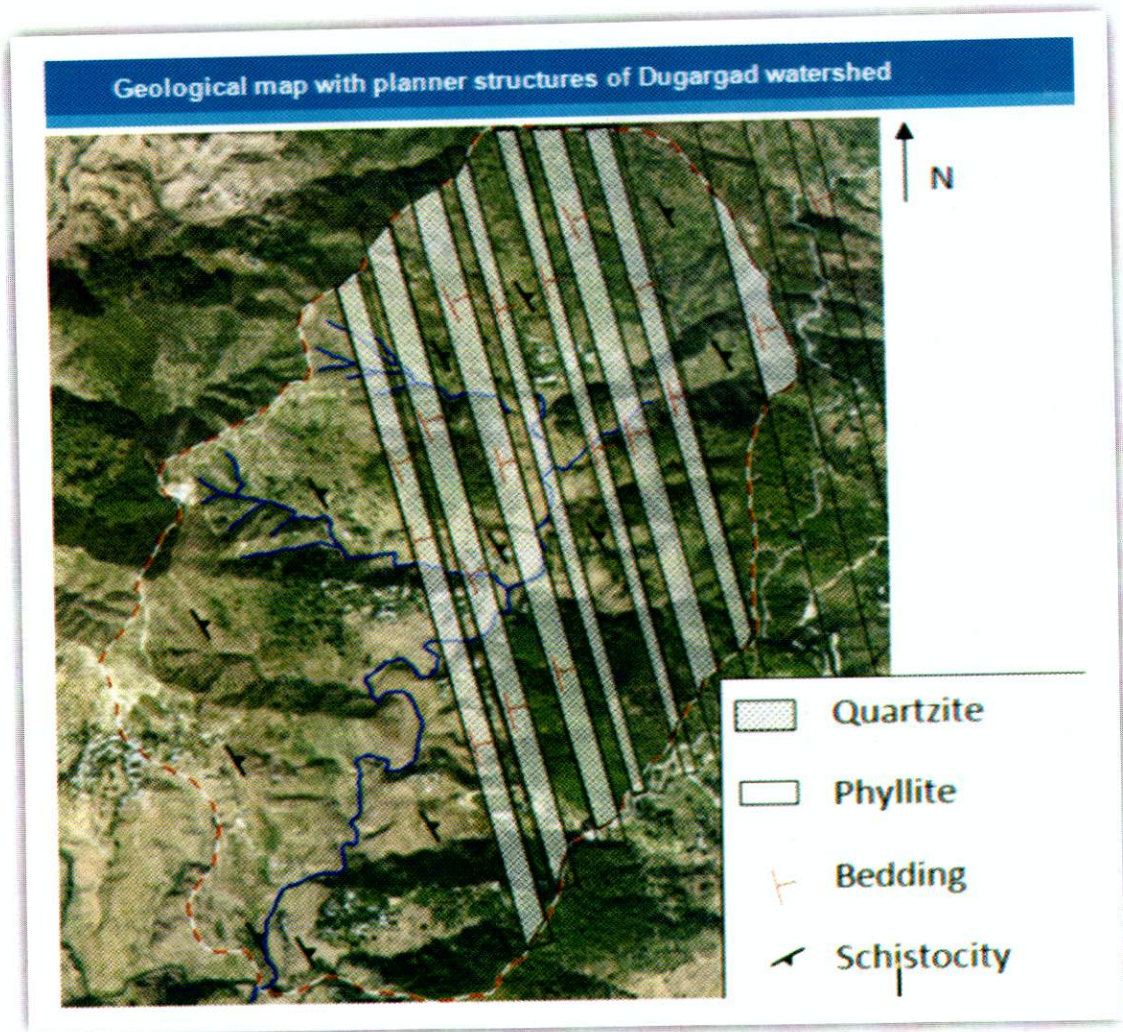 Geological map with planner structures of Dugargad watershed
N
Quartzite
Phyllite
Bedding
Schistocity